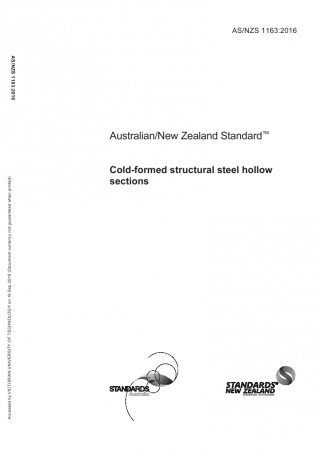 AS/NZS 1163:2016
AS/NZS 1163:2016
Australian/New Zealand Standard™
Cold-formed structural steel hollow
sections
Accessed by VICTORIAN UNIVERSITY OF TECHNOLOGY on 16 Sep 2016 (Document currency not guaranteed when printed)
STANDARDS
Australia
STANDARDS
NEW ZEALAND